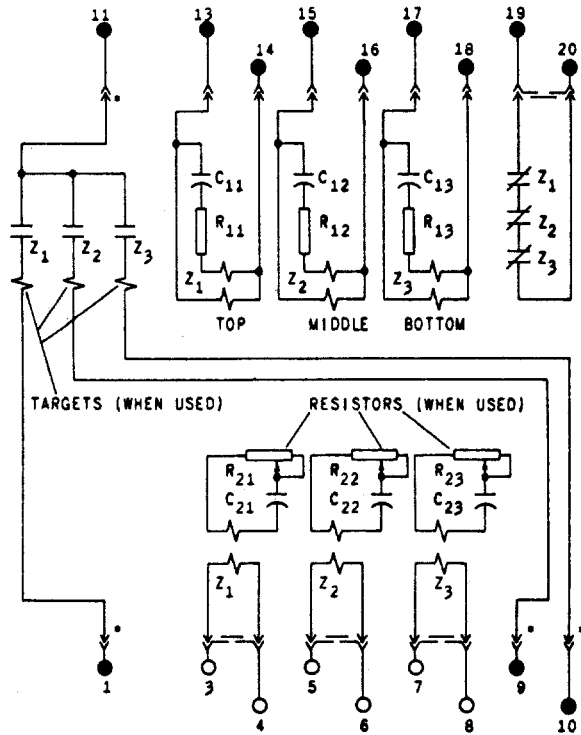 11 13 15 17 19
14 16 18 20
C11 C12 C13 Z1
R11 R12 R13 Z2
Z1 Z2 Z3 Z1 Z2 Z3 Z3
TOP MIDDLE BOTTOM
TARGETS (WHEN USED) RESISTORS (WHEN USED)
R21 R22 R23
C21 C22 C23
Z1 Z2 Z3
1 3 5 7 9
4 6 8 10